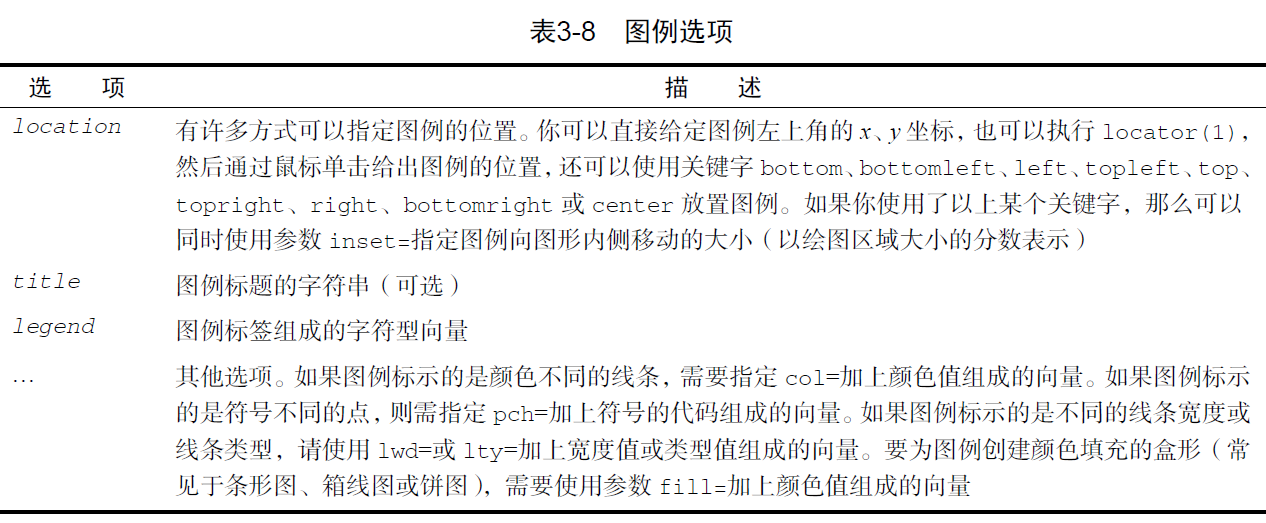 表3-8 图例选项
选 项 描 述
location 有许多方式可以指定图例的位置。你可以直接给定图例左上角的 x、y 坐标，也可以执行 locator(1)，
然后通过鼠标单击给出图例的位置，还可以使用关键字 bottom、bottomleft、left、topleft、top、
topright、right、bottomright 或 center 放置图例。如果你使用了以上某个关键字，那么可以
同时使用参数 inset=指定图例向图形内侧移动的大小（以绘图区域大小的分数表示）
title 图例标题的字符串（可选）
legend 图例标签组成的字符型向量
… 其他选项。如果图例标示的是颜色不同的线条，需要指定 col=加上颜色值组成的向量。如果图例标示
的是符号不同的点，则需指定 pch=加上符号的代码组成的向量。如果图例标示的是不同的线条宽度或
线条类型，请使用 lwd=或 lty=加上宽度值或类型值组成的向量。要为图例创建颜色填充的盒形（常
见于条形图、箱线图或饼图），需要使用参数 fill=加上颜色值组成的向量